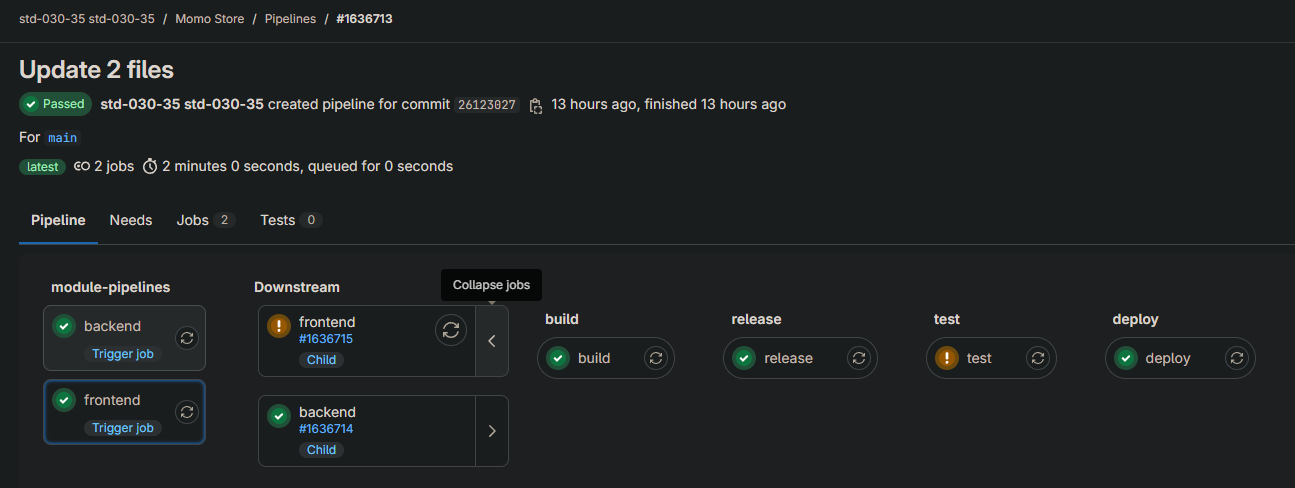 std-030-35 std-030-35 / Momo Store / Pipelines / #1636713
Update 2 files
Passed std-030-35 std-030-35 created pipeline for commit 26123027 13 hours ago, finished 13 hours ago
For main
latest 2 jobs 2 minutes 0 seconds, queued for 0 seconds
Pipeline Needs Jobs 2 Tests 0
module-pipelines
backend
Trigger job
frontend
Trigger job
Downstream
Collapse jobs
frontend
#1636715
Child
backend
#1636714
Child
build
build
release
release
test
test
deploy
deploy